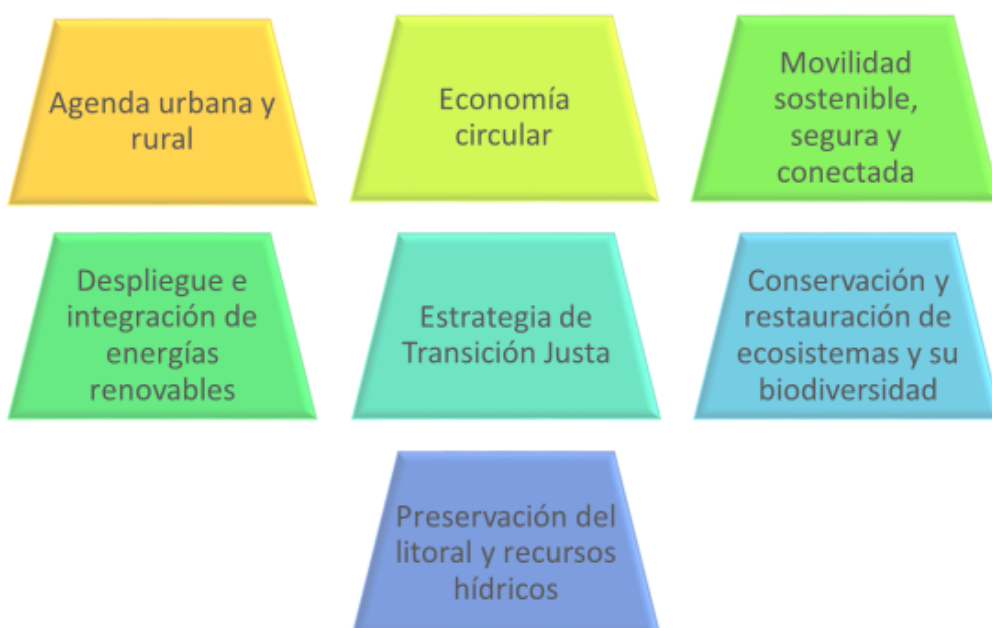 Agenda urbana y
rural
Economía
circular
Movilidad
sostenible,
segura y
conectada
Despliegue e
integración de
energías
renovables
Estrategia de
Transición Justa
Conservación y
restauración de
ecosistemas y su
biodiversidad
Preservación del
litoral y recursos
hídricos